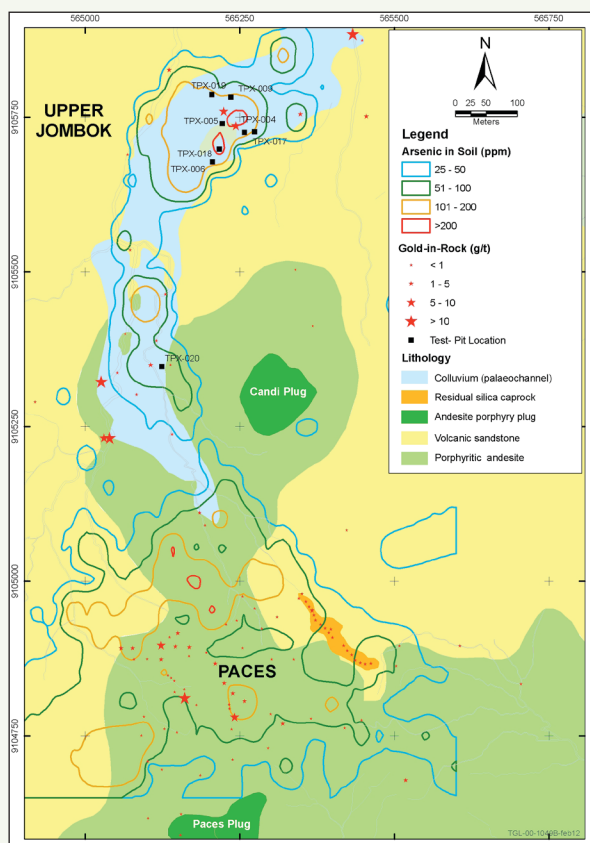 565000 565250 565500 565750
9105750
9105500
9105250
9105000
9104750
UPPER
JOMBOK
TPX-019
TPX-009
TPX-005
TPX-004
TPX-017
TPX-018
TPX-006
TPX-020
Candi Plug
PACES
Paces Plug
N
0 25 50 100
Meters
Legend
Arsenic in Soil (ppm)
25 - 50
51 - 100
101 - 200
>200
Gold-in-Rock (g/t)
< 1
1 - 5
5 - 10
> 10
Test- Pit Location
Lithology
Colluvium (palaeochannel)
Residual silica caprock
Andesite porphyry plug
Volcanic sandstone
Porphyritic andesite
TGL-00-1049B-feb12